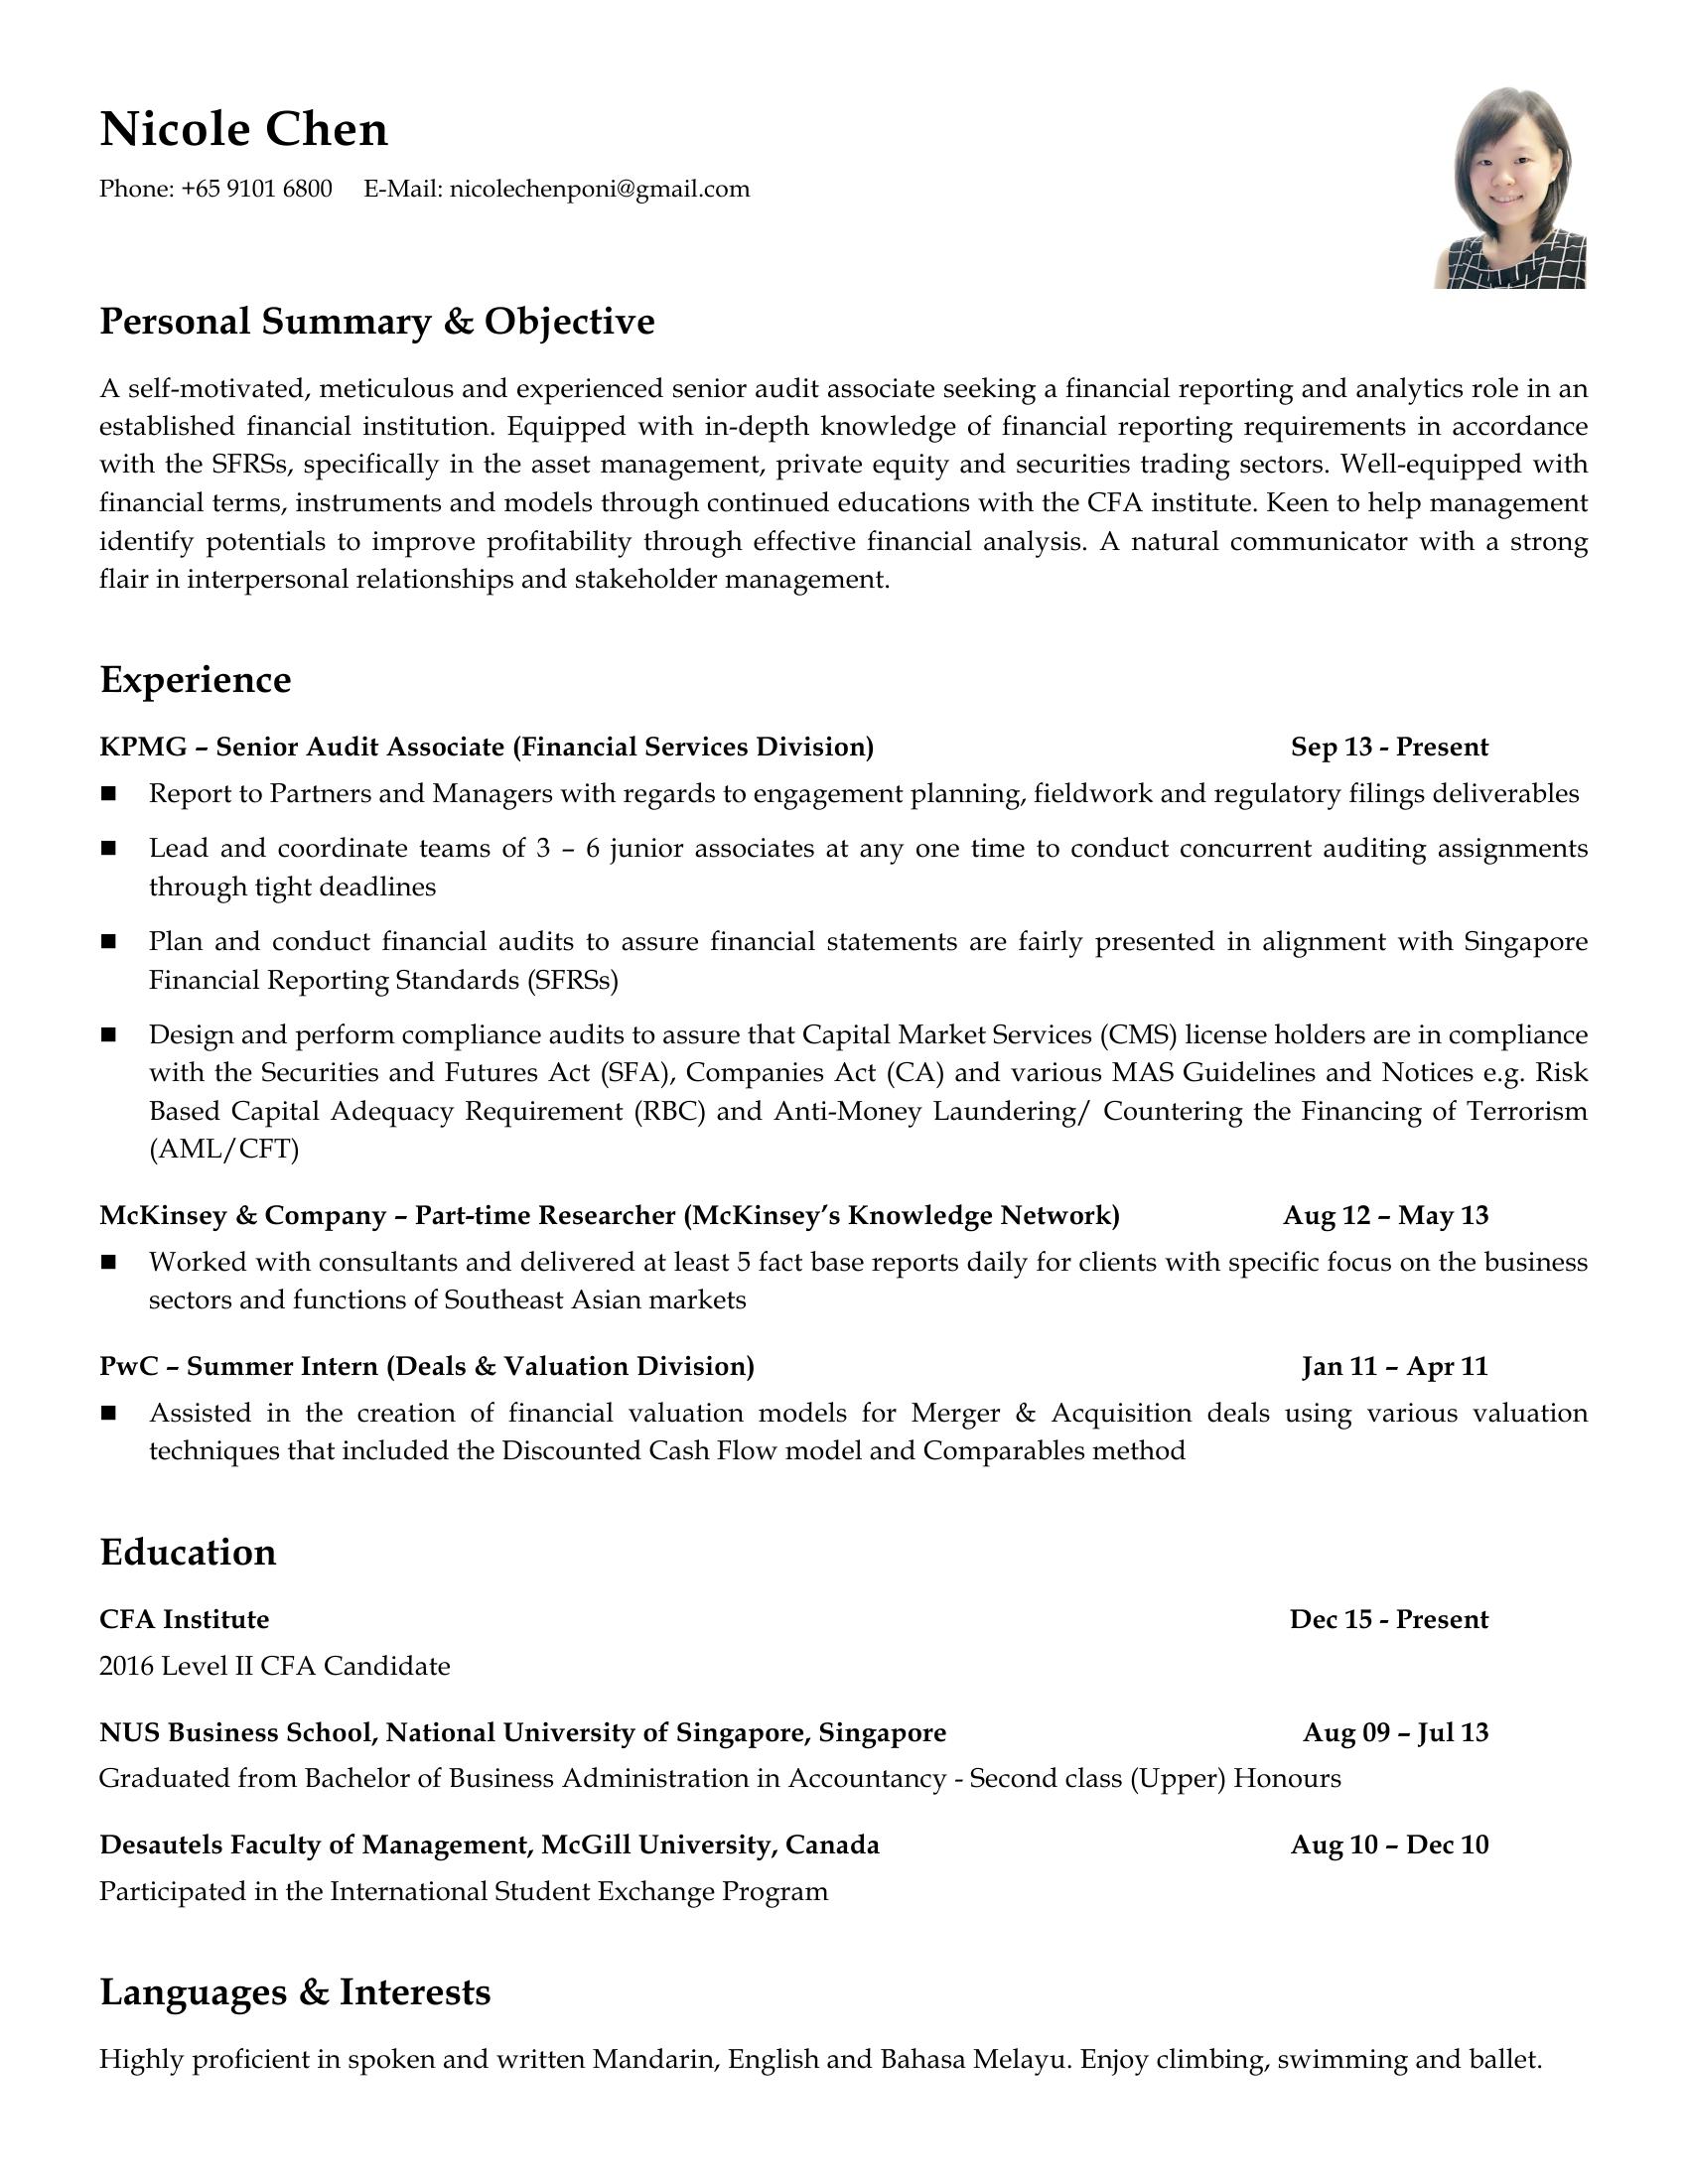 Nicole Chen
Phone: +65 9101 6800 E-Mail: nicolechenponi@gmail.com
Personal Summary & Objective
A self-motivated, meticulous and experienced senior audit associate seeking a financial reporting and analytics role in an
established financial institution. Equipped with in-depth knowledge of financial reporting requirements in accordance
with the SFRSs, specifically in the asset management, private equity and securities trading sectors. Well-equipped with
financial terms, instruments and models through continued educations with the CFA institute. Keen to help management
identify potentials to improve profitability through effective financial analysis. A natural communicator with a strong
flair in interpersonal relationships and stakeholder management.
Experience
KPMG – Senior Audit Associate (Financial Services Division) Sep 13 - Present
■ Report to Partners and Managers with regards to engagement planning, fieldwork and regulatory filings deliverables
■ Lead and coordinate teams of 3 – 6 junior associates at any one time to conduct concurrent auditing assignments
through tight deadlines
■ Plan and conduct financial audits to assure financial statements are fairly presented in alignment with Singapore
Financial Reporting Standards (SFRSs)
■ Design and perform compliance audits to assure that Capital Market Services (CMS) license holders are in compliance
with the Securities and Futures Act (SFA), Companies Act (CA) and various MAS Guidelines and Notices e.g. Risk
Based Capital Adequacy Requirement (RBC) and Anti-Money Laundering/ Countering the Financing of Terrorism
(AML/CFT)
McKinsey & Company – Part-time Researcher (McKinsey’s Knowledge Network) Aug 12 – May 13
■ Worked with consultants and delivered at least 5 fact base reports daily for clients with specific focus on the business
sectors and functions of Southeast Asian markets
PwC – Summer Intern (Deals & Valuation Division) Jan 11 – Apr 11
■ Assisted in the creation of financial valuation models for Merger & Acquisition deals using various valuation
techniques that included the Discounted Cash Flow model and Comparables method
Education
CFA Institute Dec 15 - Present
2016 Level II CFA Candidate
NUS Business School, National University of Singapore, Singapore Aug 09 – Jul 13
Graduated from Bachelor of Business Administration in Accountancy - Second class (Upper) Honours
Desautels Faculty of Management, McGill University, Canada Aug 10 – Dec 10
Participated in the International Student Exchange Program
Languages & Interests
Highly proficient in spoken and written Mandarin, English and Bahasa Melayu. Enjoy climbing, swimming and ballet.